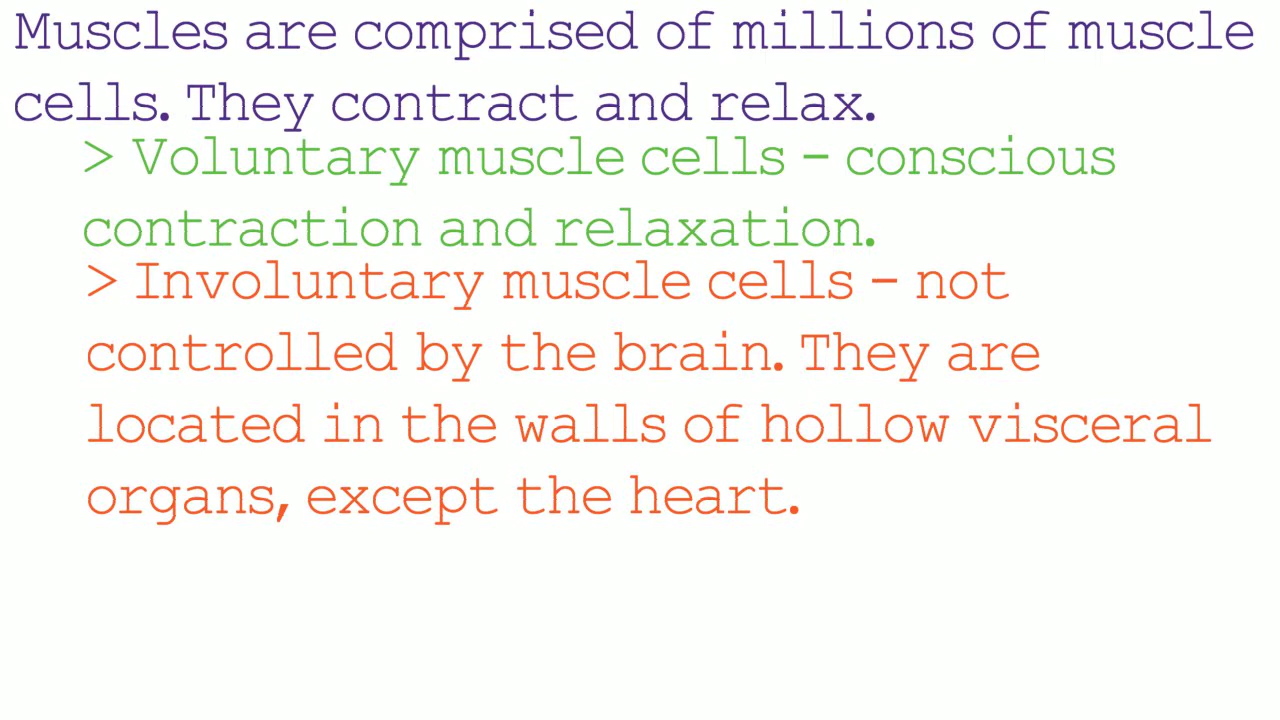 Muscles are comprised of millions of muscle
cells. They contract and relax.
> Voluntary muscle cells - conscious
contraction and relaxation.
> Involuntary muscle cells - not
controlled by the brain. They are
located in the walls of hollow visceral
organs, except the heart.